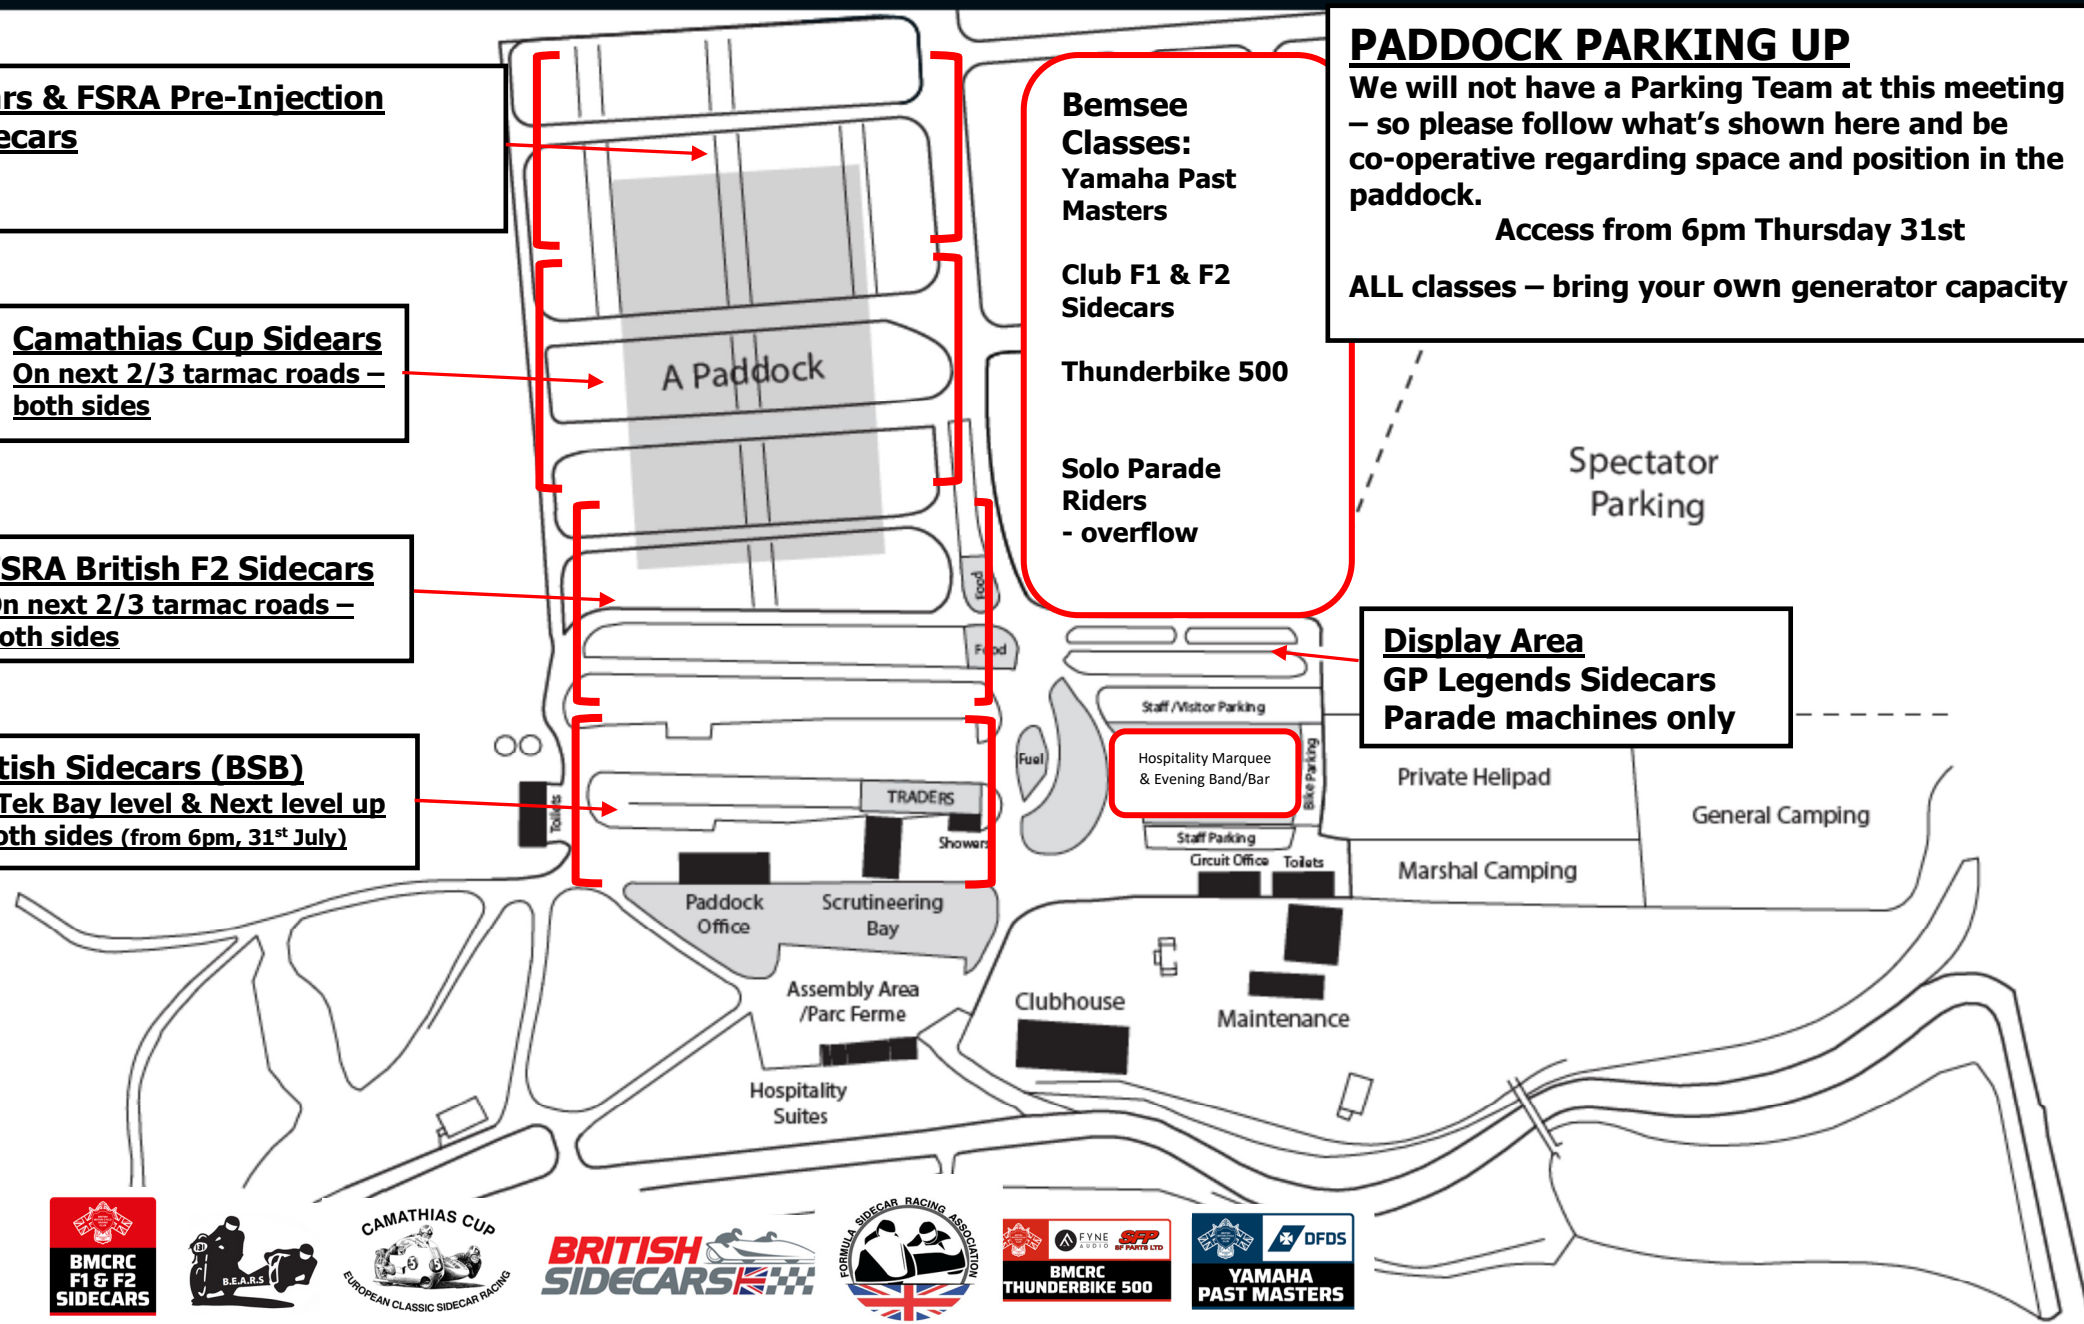 PADDOCK PARKING UP
We will not have a Parking Team at this meeting
– so please follow what's shown here and be
co-operative regarding space and position in the
paddock.
Access from 6pm Thursday 31st
ALL classes – bring your own generator capacity
rs & FSRA Pre-Injection
ecars
Camathias Cup Sidears
On next 2/3 tarmac roads –
both sides
SRA British F2 Sidecars
n next 2/3 tarmac roads –
oth sides
tish Sidecars (BSB)
Tek Bay level & Next level up
oth sides (from 6pm, 31st July)
Bemsee
Classes:
Yamaha Past
Masters
Club F1 & F2
Sidecars
Thunderbike 500
Solo Parade
Riders
- overflow
A Paddock
Spectator
Parking
Food
Food
Display Area
GP Legends Sidecars
Parade machines only
Staff/Visitor Parking
Fuel
Hospitality Marquee
& Evening Band/Bar
Bike Parking
Private Helipad
General Camping
Toilets
TRADERS
Showers
Staff Parking
Circuit Office
Toilets
Marshal Camping
Paddock
Office
Scrutineering
Bay
Assembly Area
/Parc Ferme
Clubhouse
Maintenance
Hospitality
Suites
BMCRC
F1 & F2
SIDECARS
131
B.E.A.R.S
CAMATHIAS CUP
5 5
EUROPEAN CLASSIC SIDECAR RACING
BRITISH
SIDECARS
FORMULA SIDECAR RACING ASSOCIATION
FYNE
AUDIO
SFP
SF PARTS LTD
BMCRC
THUNDERBIKE 500
DFDS
YAMAHA
PAST MASTERS